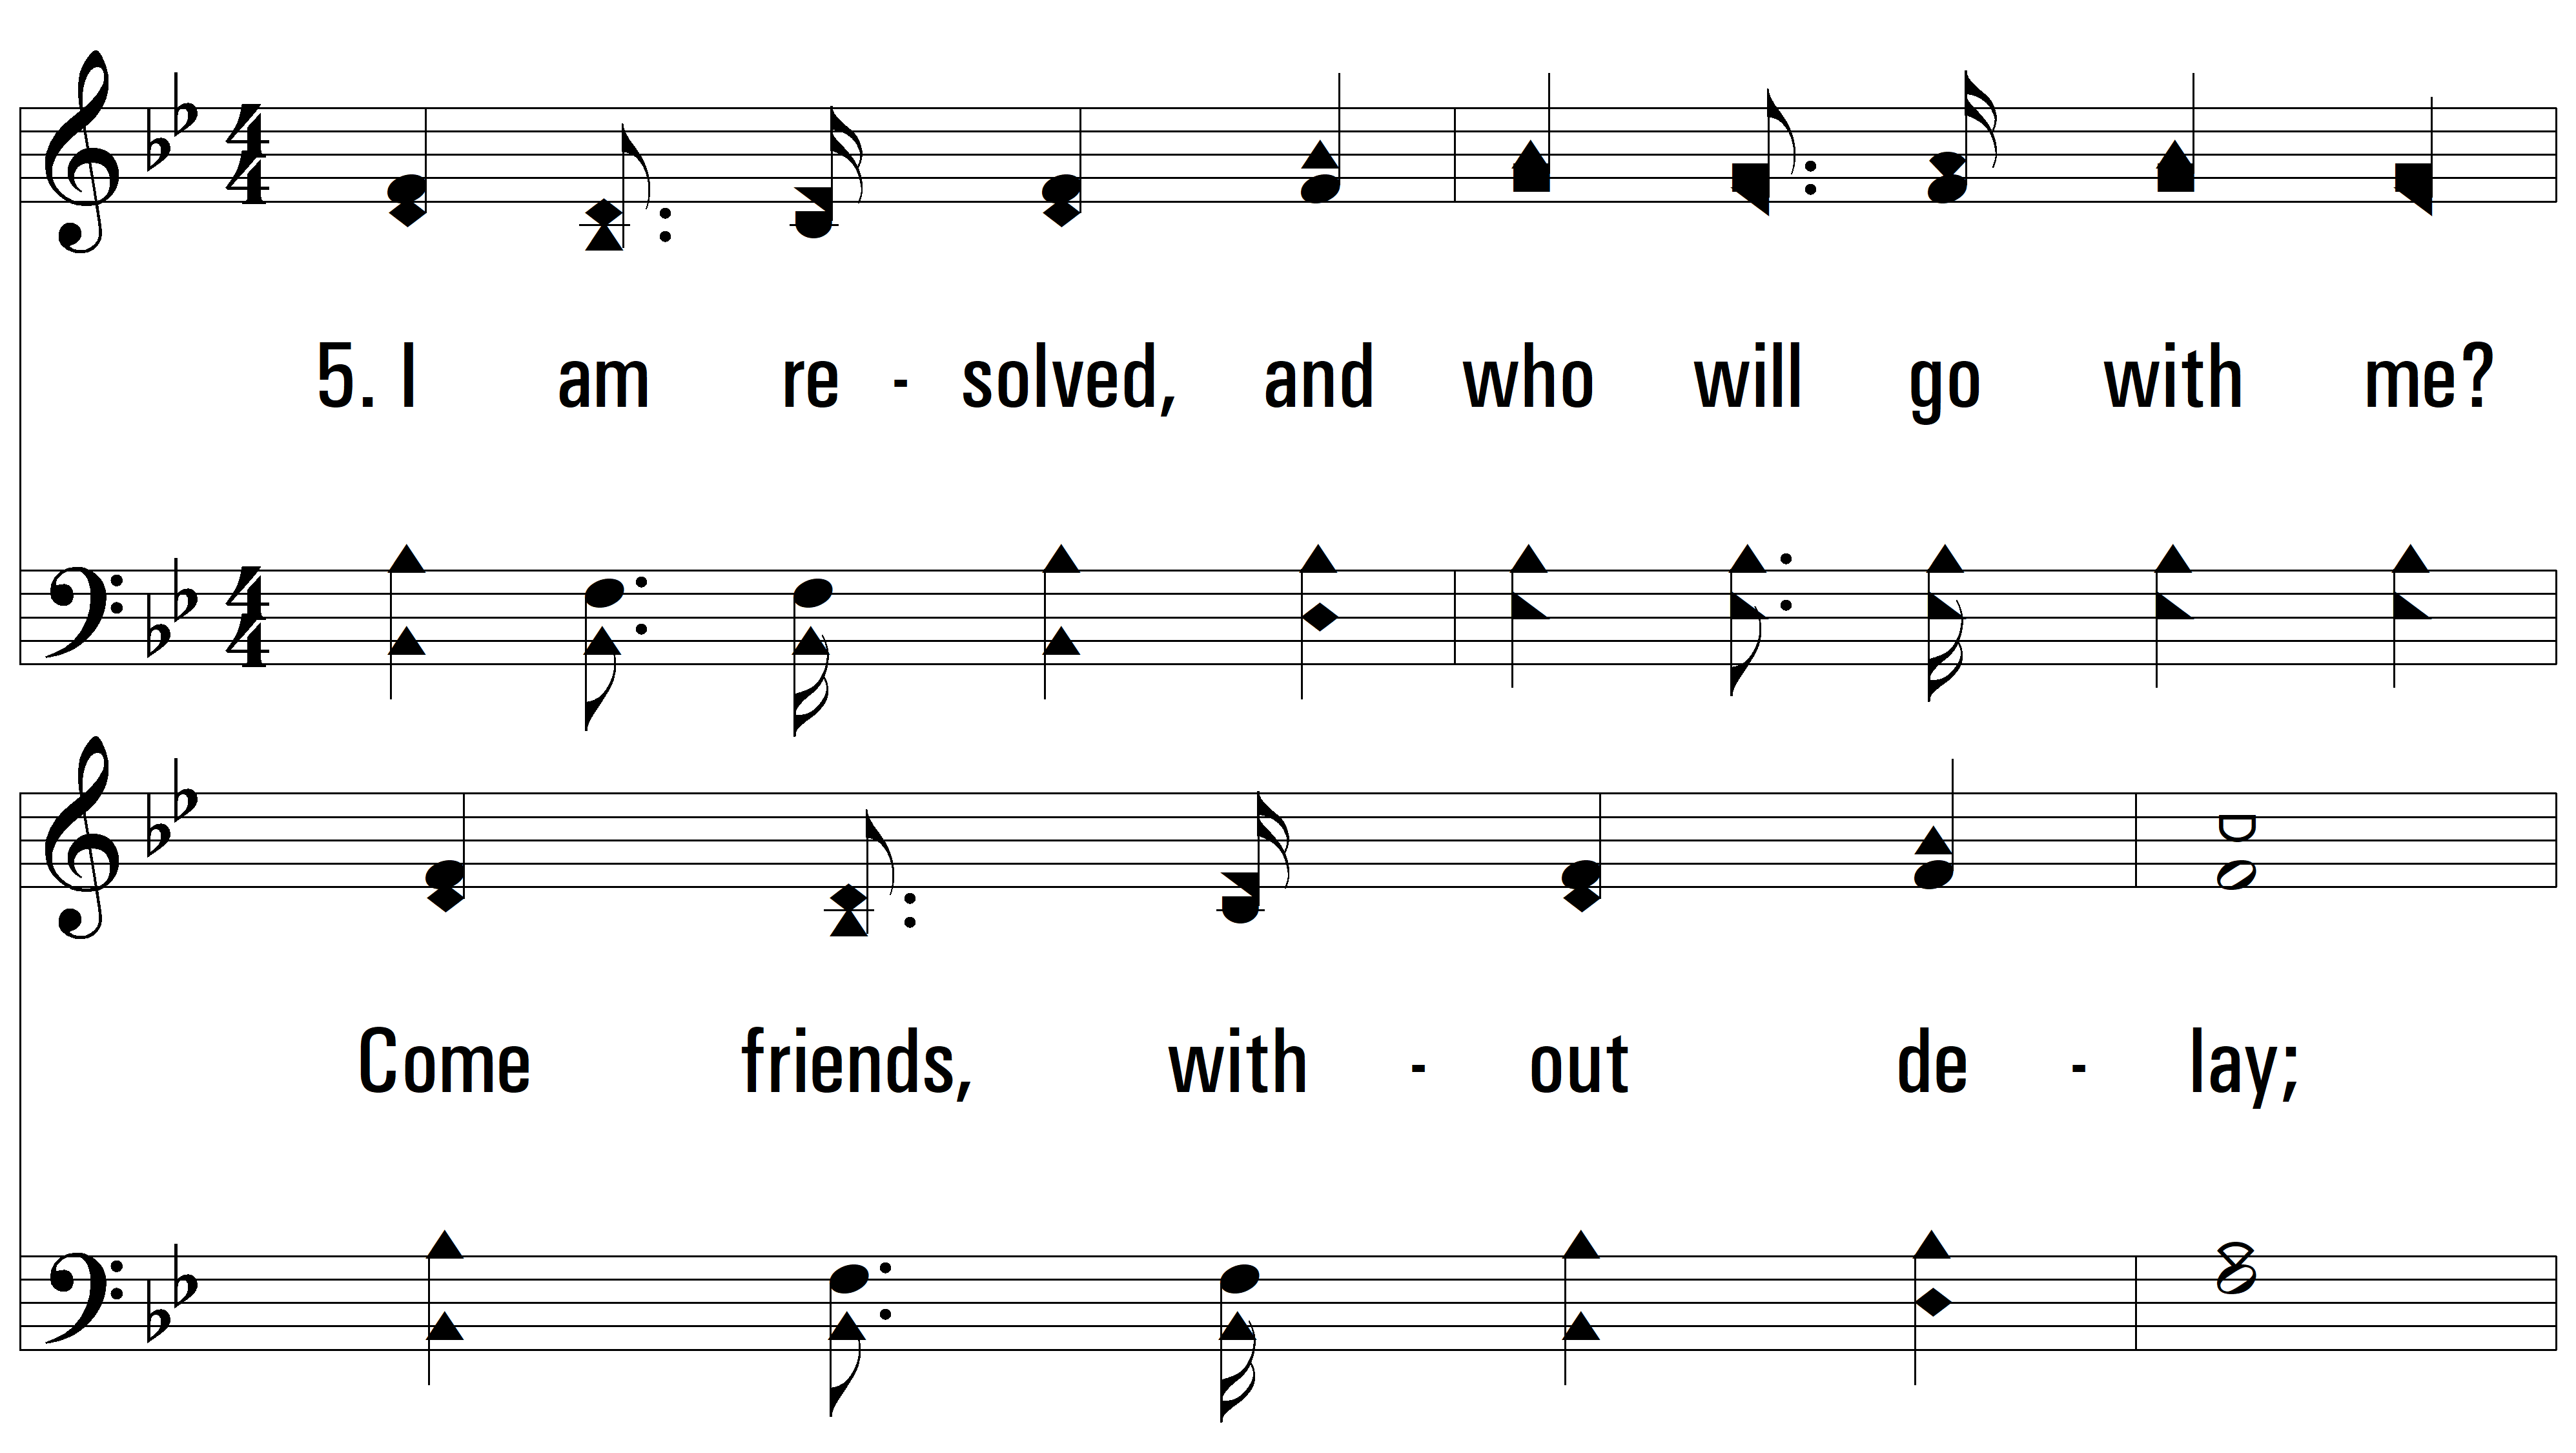 5. I am re - solved, and who will go with me?
Come friends, with - out de - lay;